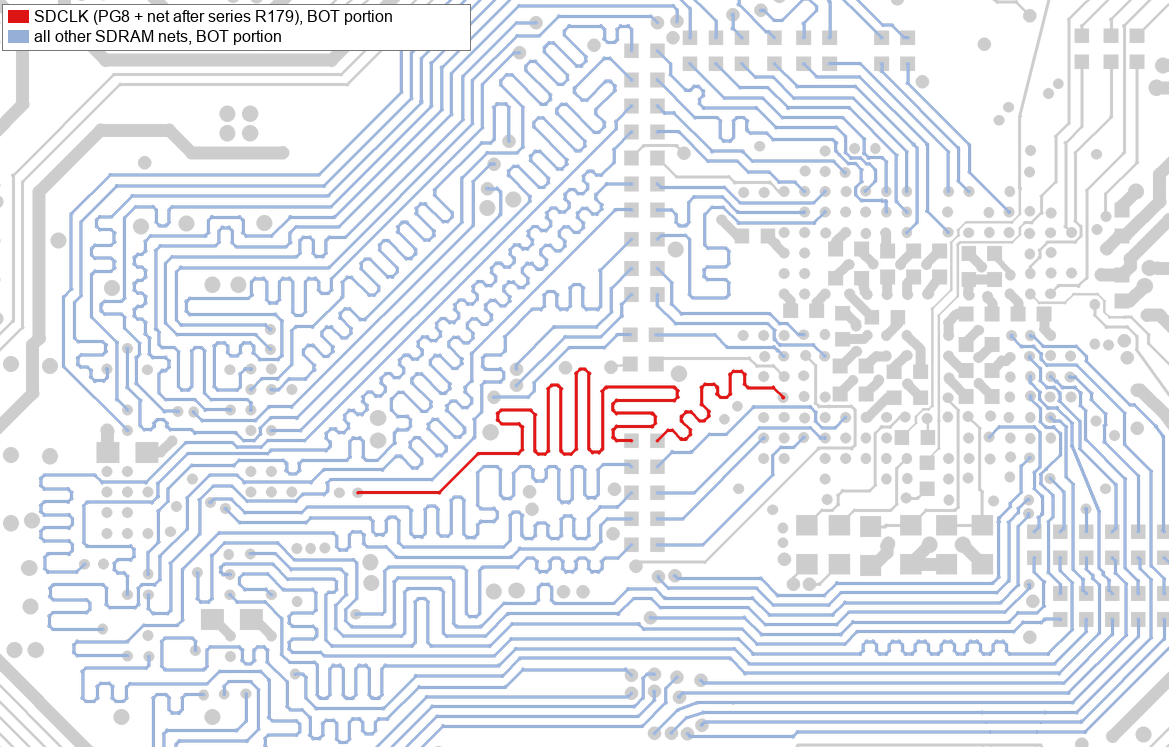 SDCLK (PG8 + net after series R179), BOT portion
all other SDRAM nets, BOT portion